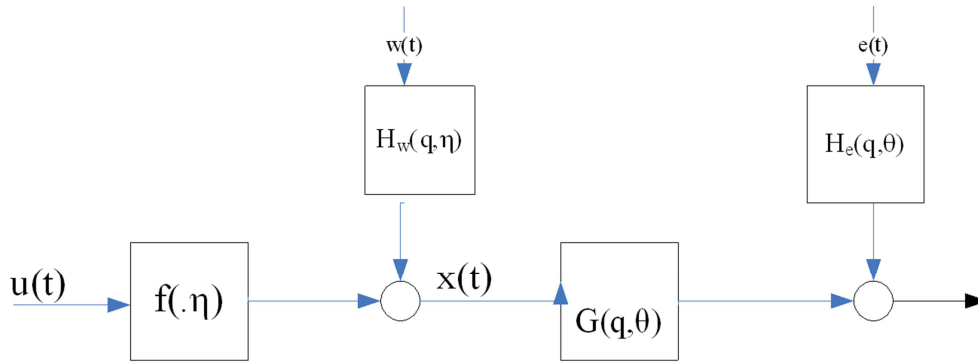 w(t)
e(t)
H_w(q,η)
H_e(q,θ)
u(t)
f(.η)
x(t)
G(q,θ)